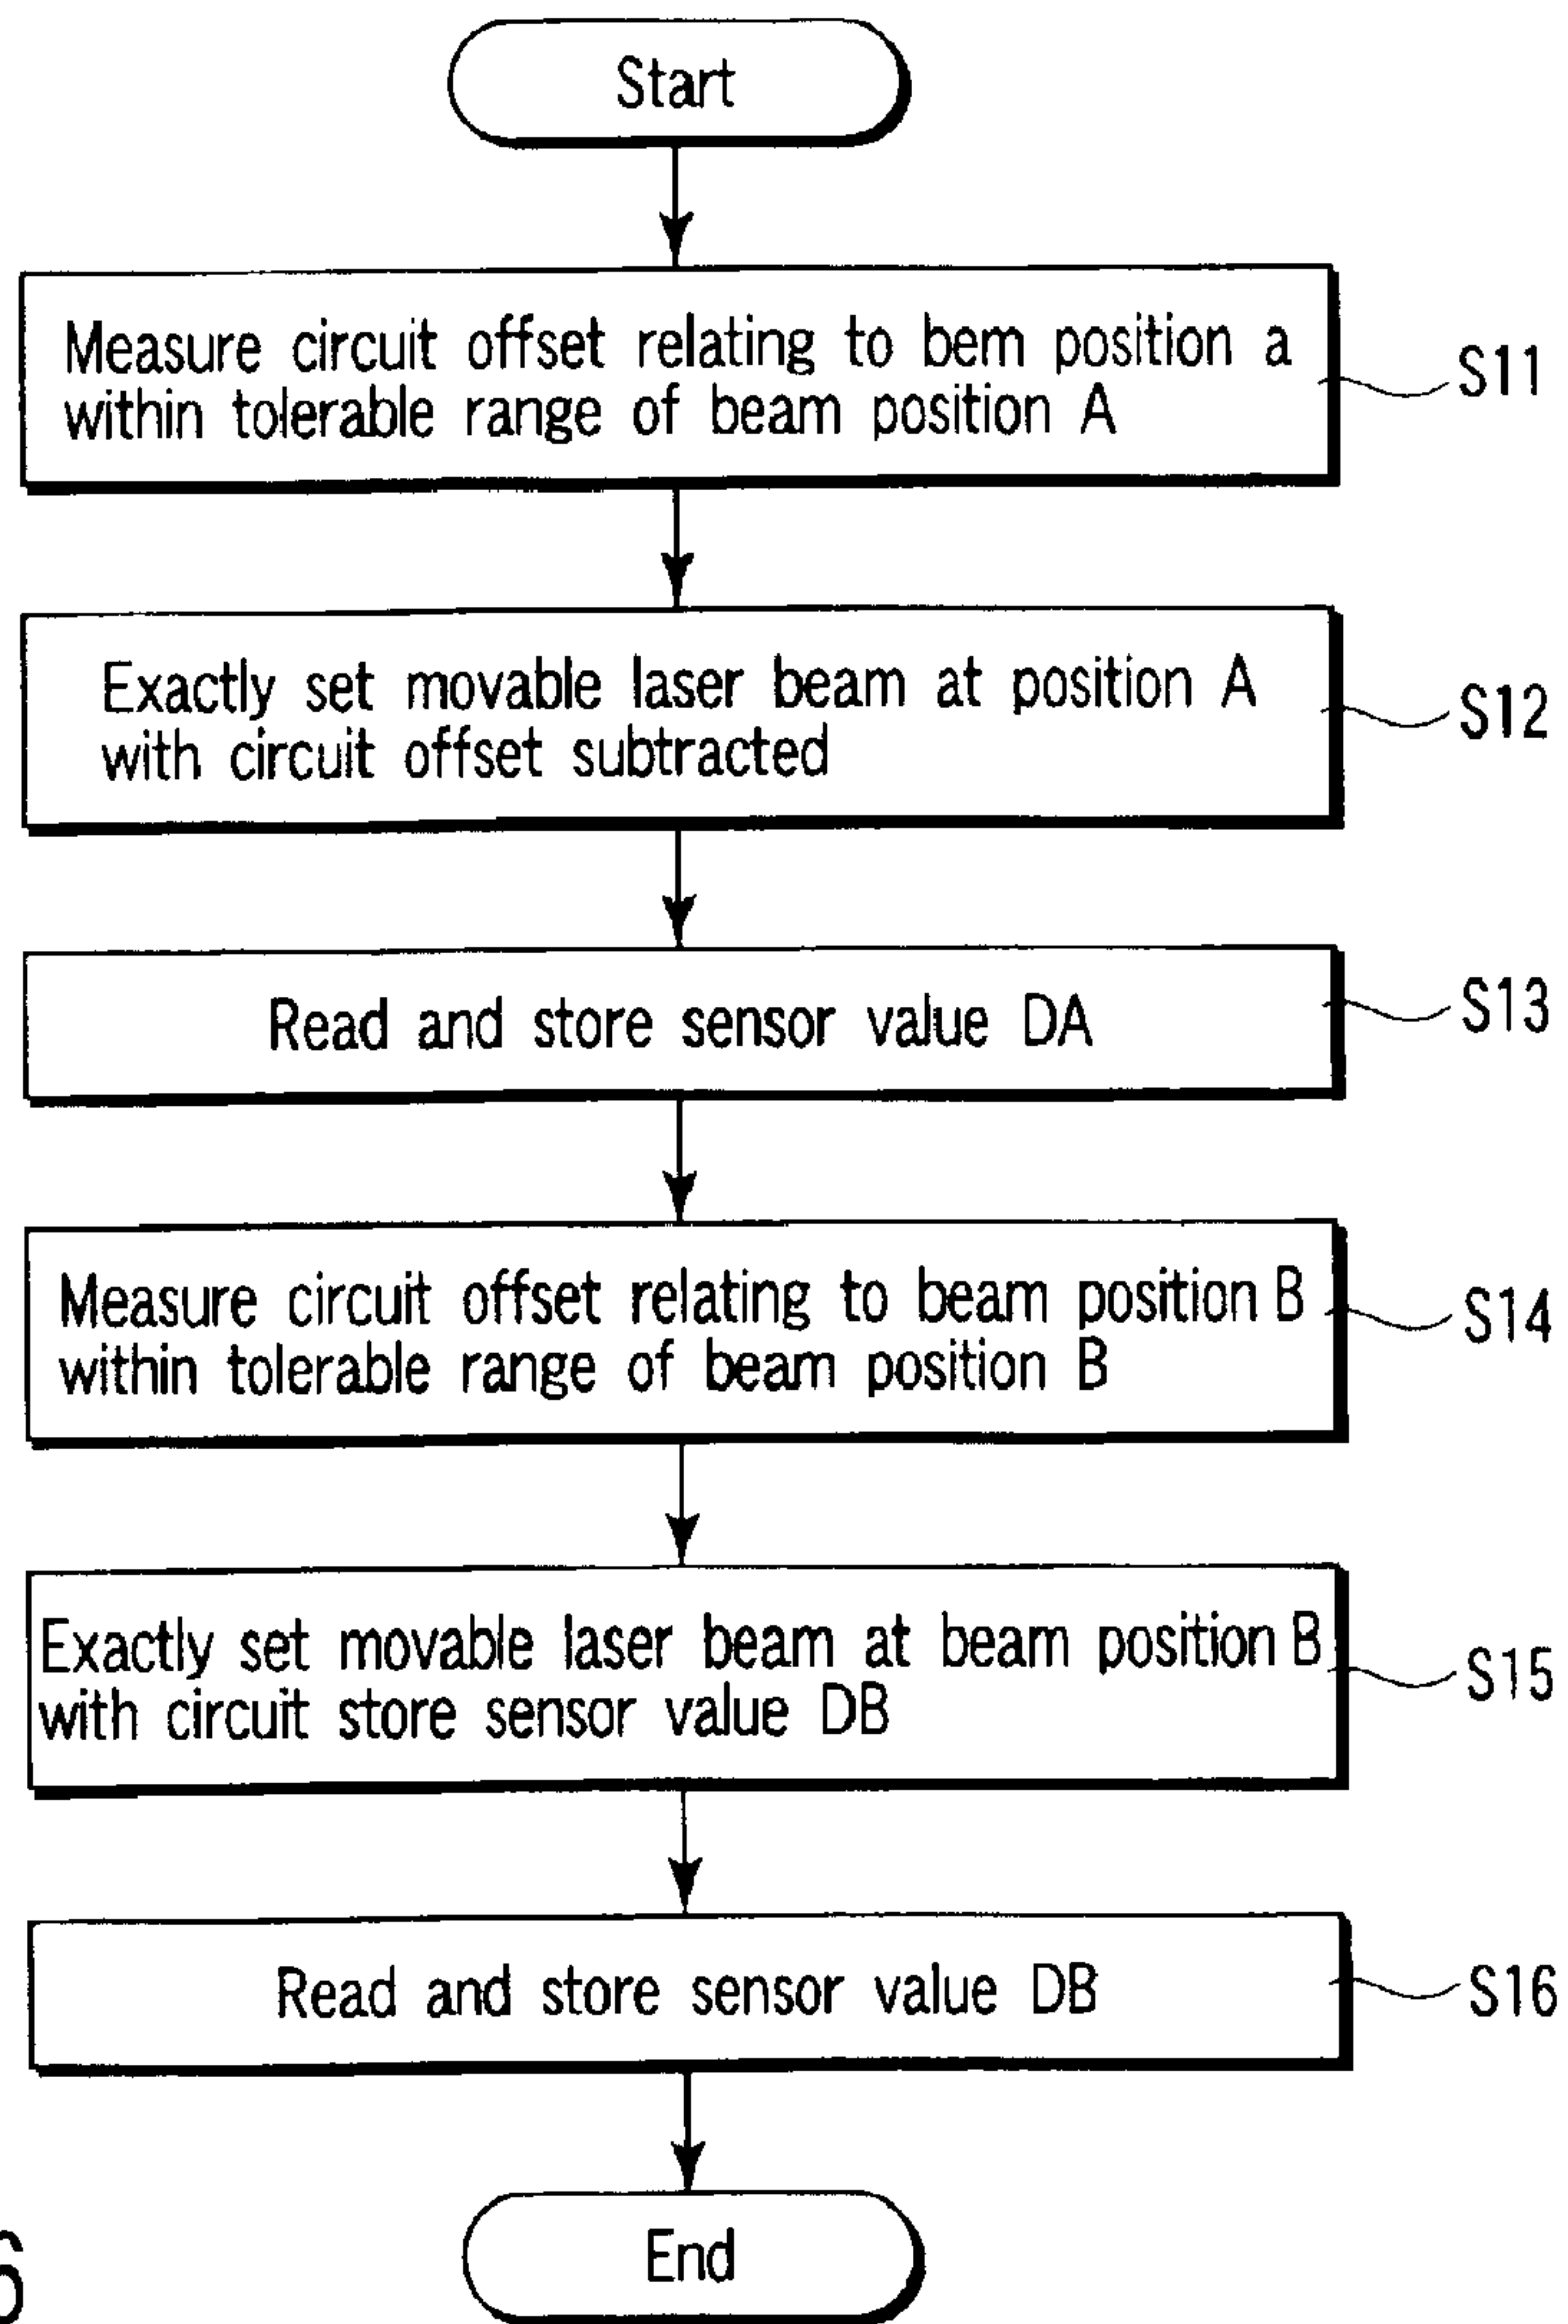 Start
Measure circuit offset relating to bem position a
within tolerable range of beam position A
S11
Exactly set movable laser beam at position A
with circuit offset subtracted
S12
Read and store sensor value DA
S13
Measure circuit offset relating to beam position B
within tolerable range of beam position B
S14
Exactly set movable laser beam at beam position B
with circuit store sensor value DB
S15
Read and store sensor value DB
S16
End